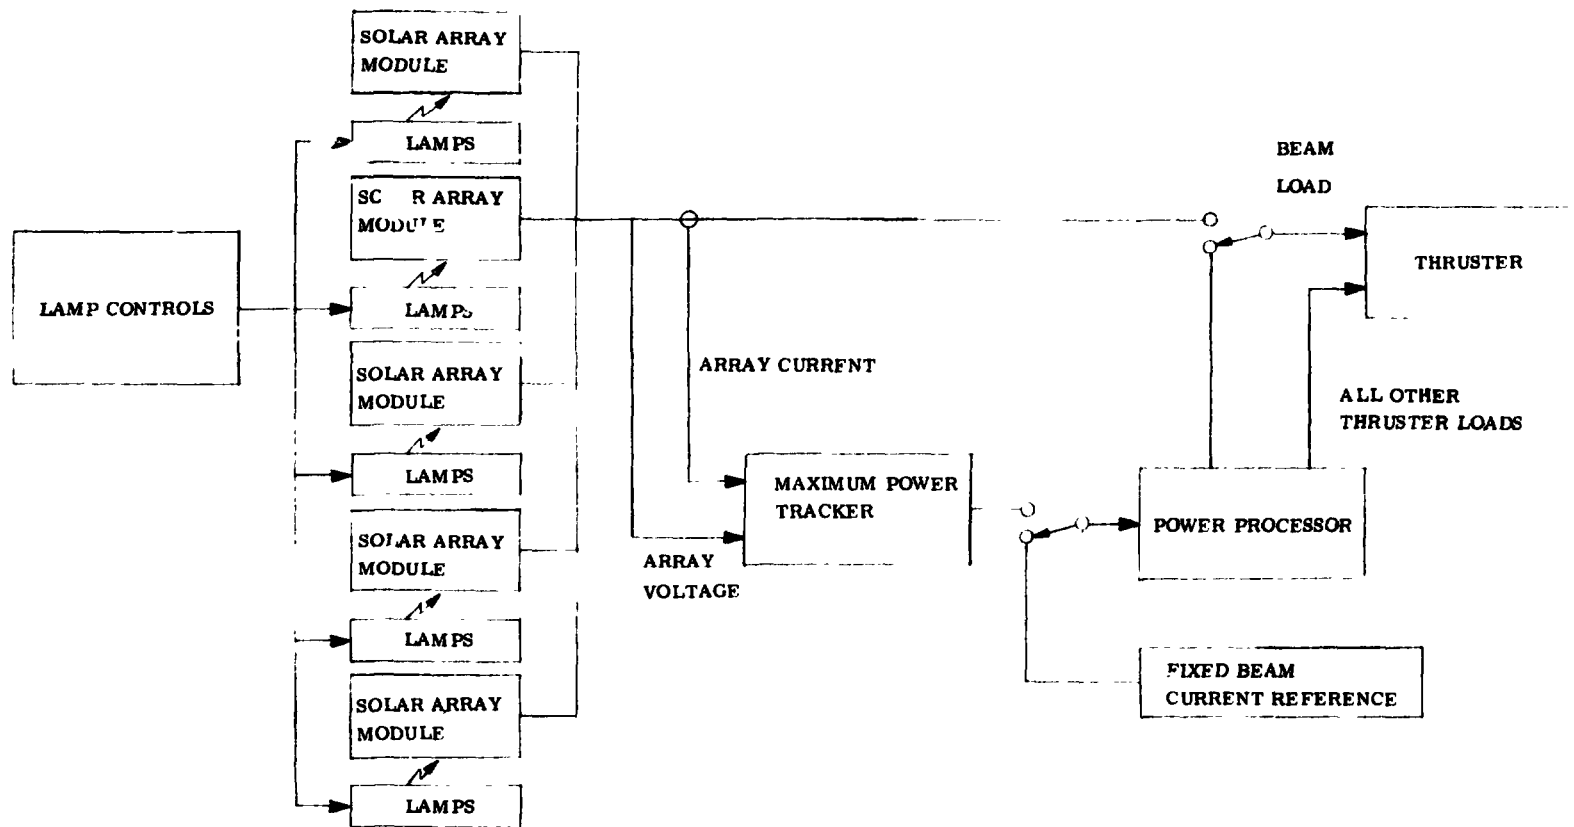 SOLAR ARRAY
MODULE
LAMPS
R ARRAY
LAMPS
SOLAR ARRAY
MODULE
LAMPS
SOLAR ARRAY
MODULE
LAMPS
SOLAR ARRAY
MODULE
LAMPS
LAMP CONTROLS
ARRAY CURRENT
ARRAY
VOLTAGE
MAXIMUM POWER
TRACKER
BEAM
LOAD
THRUSTER
ALL OTHER
THRUSTER LOADS
POWER PROCESSOR
FIXED BEAM
CURRENT REFERENCE